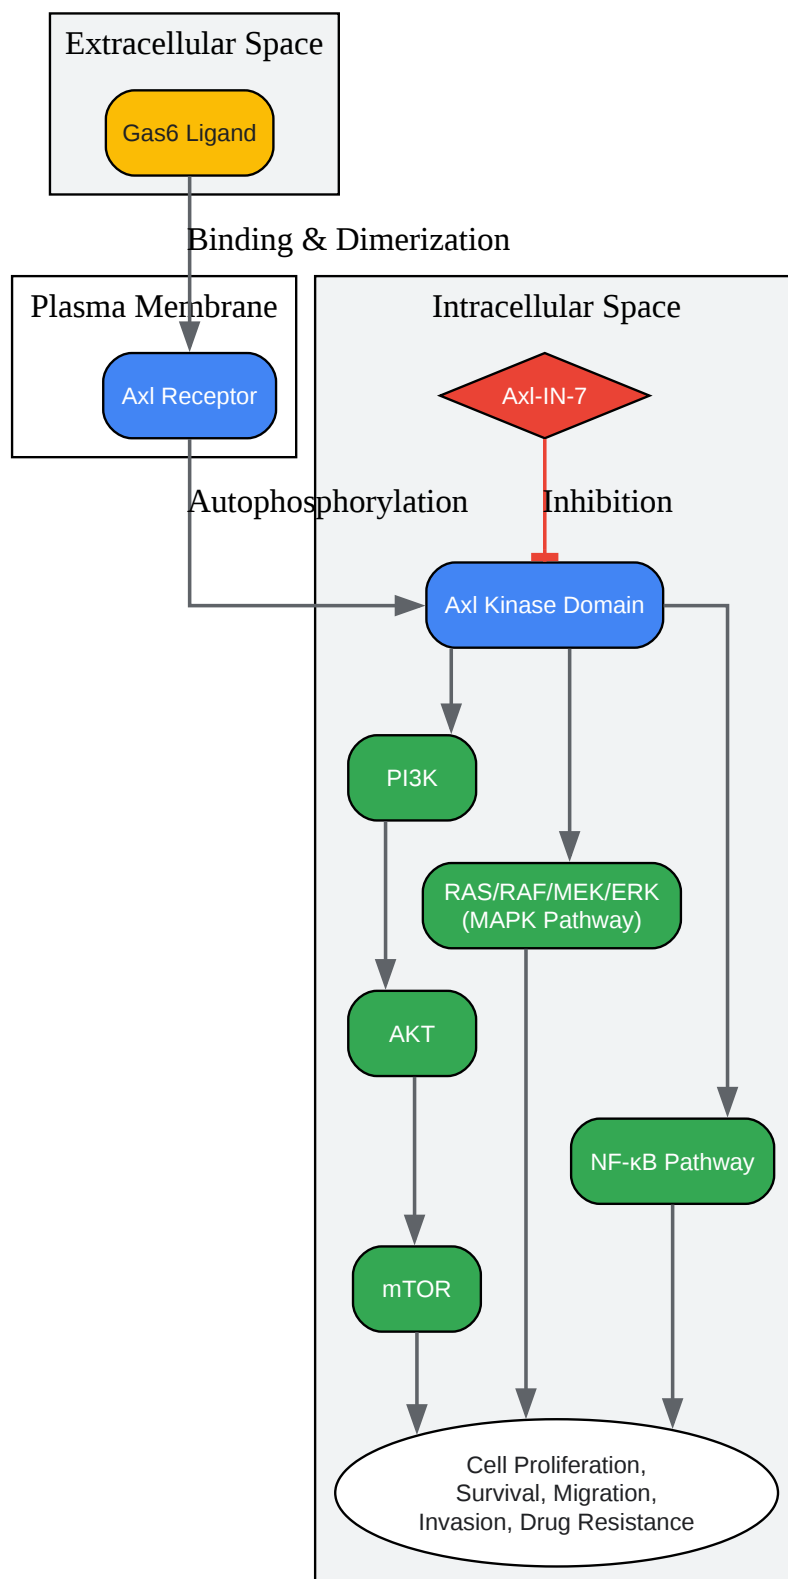 Extracellular Space
Gas6 Ligand
Binding & Dimerization
Plasma Membrane
Intracellular Space
Axl Receptor
Axl-IN-7
Autophosphorylation
Inhibition
Axl Kinase Domain
PI3K
RAS/RAF/MEK/ERK
(MAPK Pathway)
AKT
NF-κB Pathway
mTOR
Cell Proliferation,
Survival, Migration,
Invasion, Drug Resistance